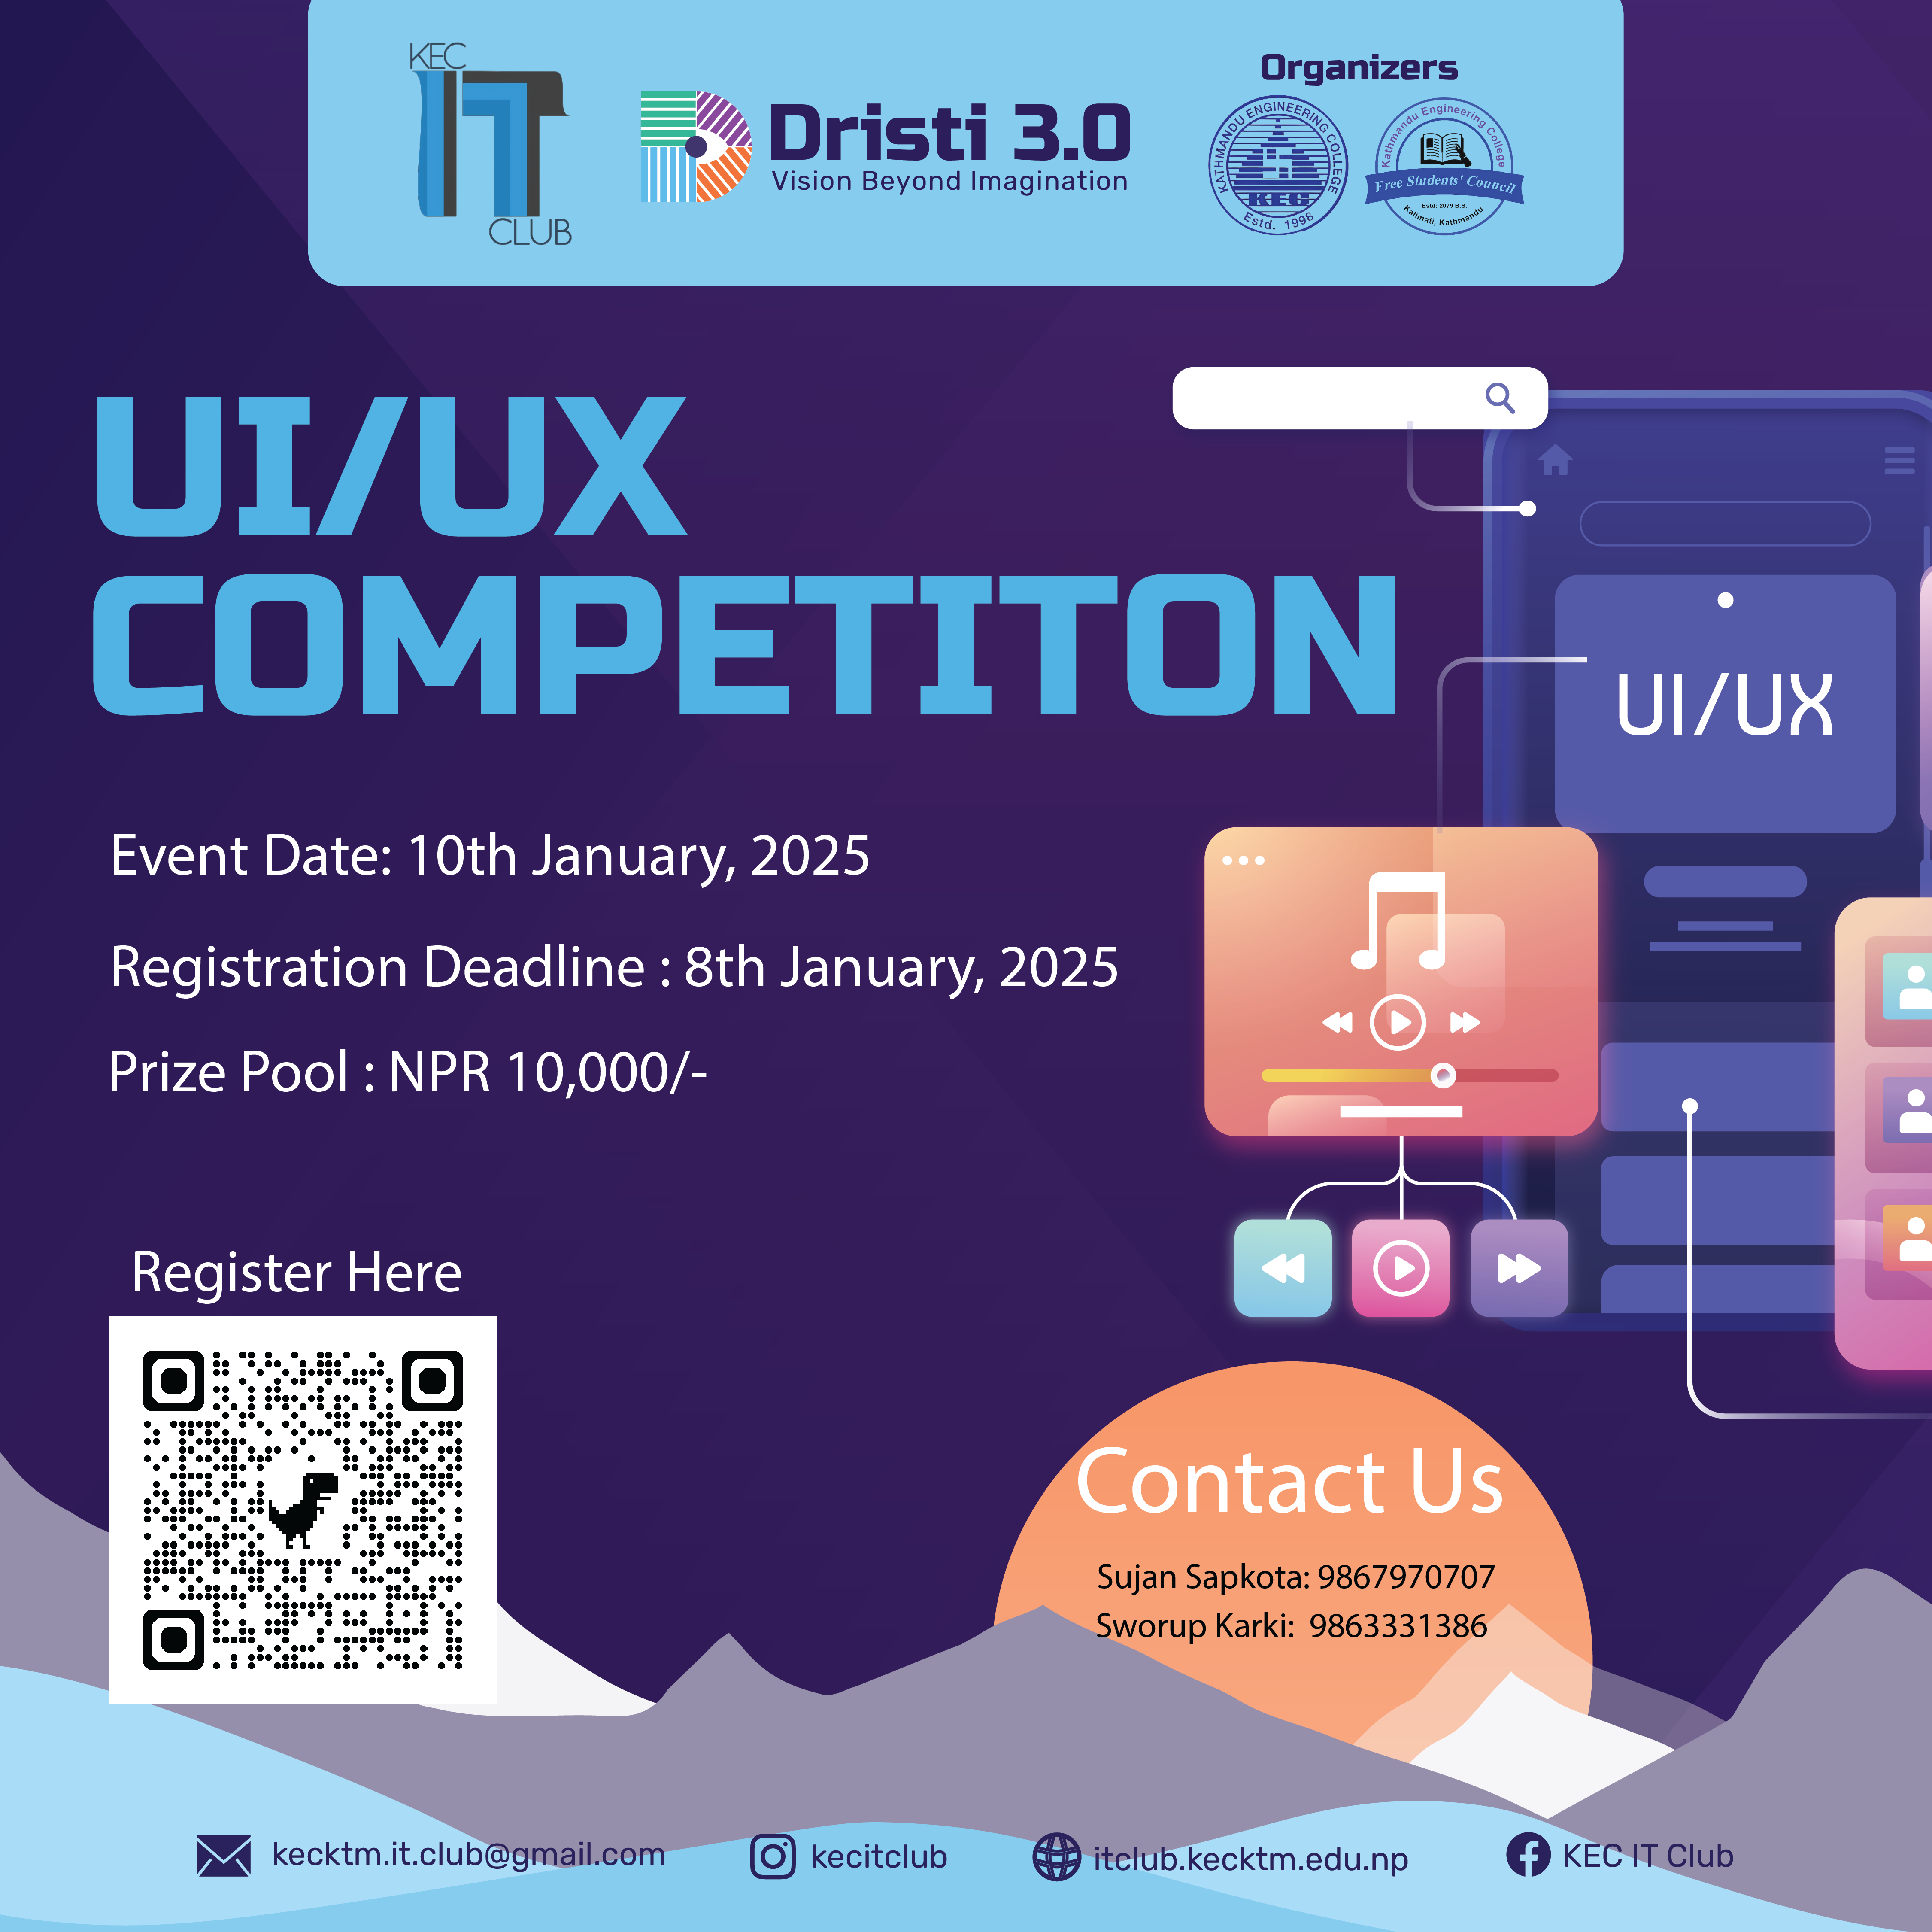 KEC
IT
CLUB
Dristi 3.0
Vision Beyond Imagination
Organizers
KATHMANDU ENGINEERING COLLEGE
KEC
Estd. 1998
Kathmandu Engineering College
Free Students' Council
Estd: 2079 B.S.
Kalimati, Kathmandu
UI/UX
COMPETITON
UI/UX
Event Date: 10th January, 2025
Registration Deadline : 8th January, 2025
Prize Pool : NPR 10,000/-
Register Here
Contact Us
Sujan Sapkota: 9867970707
Sworup Karki: 9863331386
kecktm.it.club@gmail.com
kecitclub
itclub.kecktm.edu.np
KEC IT Club